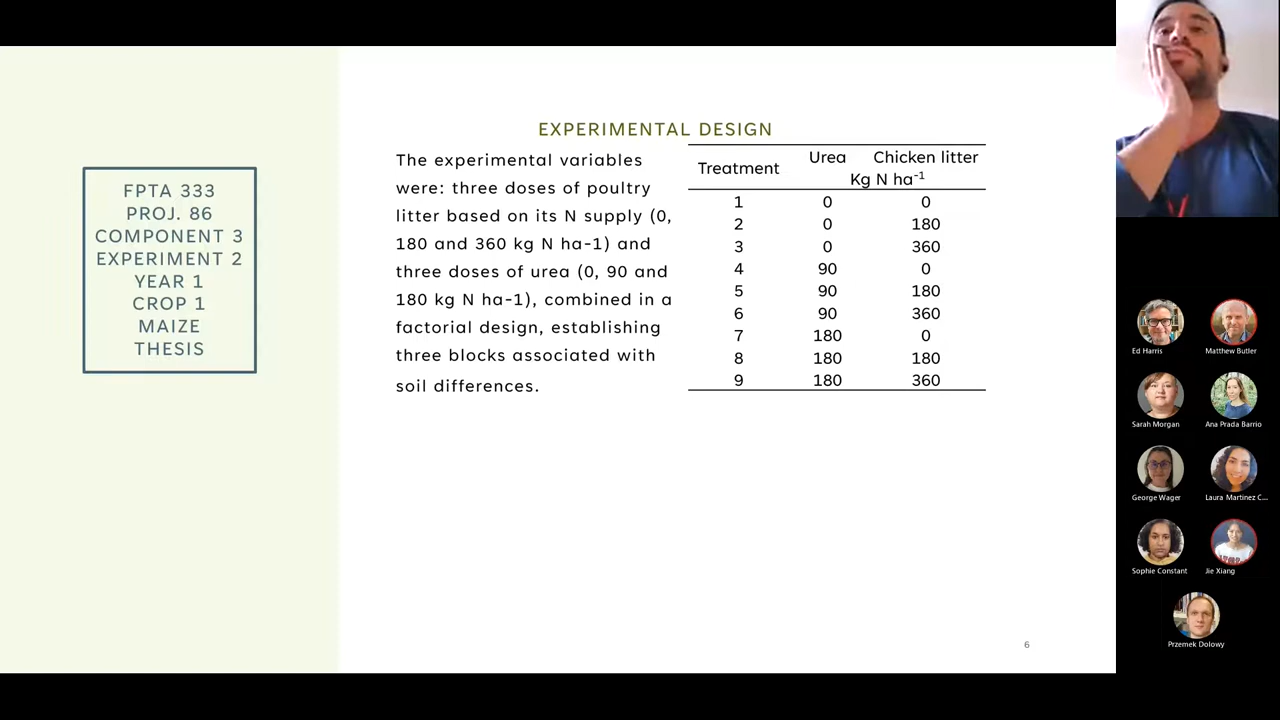 FPTA 333
PROJ. 86
COMPONENT 3
EXPERIMENT 2
YEAR 1
CROP 1
MAIZE
THESIS
EXPERIMENTAL DESIGN
The experimental variables
were: three doses of poultry
litter based on its N supply (0,
180 and 360 kg N ha-1) and
three doses of urea (0, 90 and
180 kg N ha-1), combined in a
factorial design, establishing
three blocks associated with
soil differences.
Treatment Urea Chicken litter
Kg N ha⁻¹
1 0 0
2 0 180
3 0 360
4 90 0
5 90 180
6 90 360
7 180 0
8 180 180
9 180 360
6
Ed Harris Matthew Butler
Sarah Morgan Ana Prada Barrio
George Wager Laura Martinez C...
Sophie Constant Jie Xiang
Przemek Dolowy